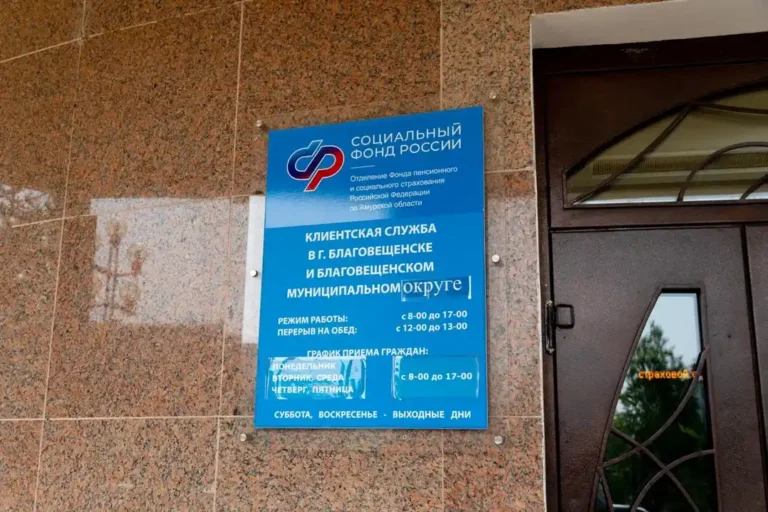 СОЦИАЛЬНЫЙ
ФОНД РОССИИ
Отделение Фонда пенсионного
и социального страхования
Российской Федерации
по Амурской области
КЛИЕНТСКАЯ СЛУЖБА
В Г. БЛАГОВЕЩЕНСКЕ
И БЛАГОВЕЩЕНСКОМ
МУНИЦИПАЛЬНОМ округе
РЕЖИМ РАБОТЫ: с 8-00 до 17-00
ПЕРЕРЫВ НА ОБЕД: с 12-00 до 13-00
ГРАФИК ПРИЕМА ГРАЖДАН:
ПОНЕДЕЛЬНИК
ВТОРНИК, СРЕДА с 8-00 до 17-00
ЧЕТВЕРГ, ПЯТНИЦА
СУББОТА, ВОСКРЕСЕНЬЕ - ВЫХОДНЫЕ ДНИ
страховой